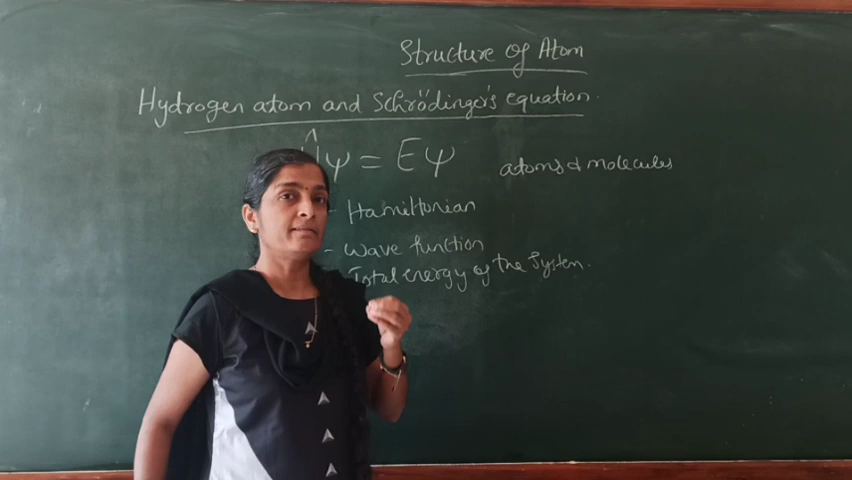 Structure of Atom
Hydrogen atom and Schrödinger's equation.
Ĥψ = Eψ
atoms & molecules
- Hamiltonian
- Wave function
Total energy of the System.